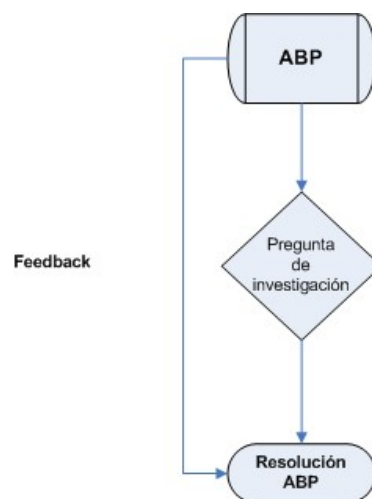 ABP
Pregunta
de
investigación
Feedback
Resolución
ABP